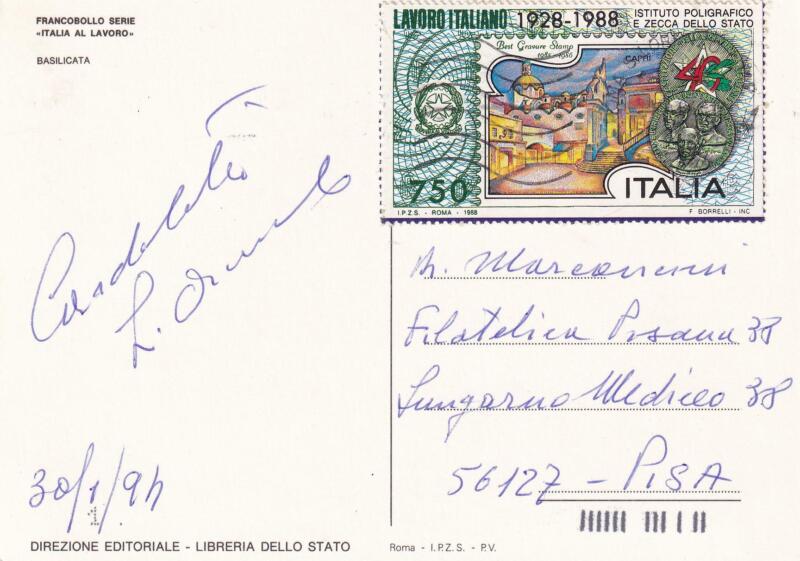 FRANCOBOLLO SERIE
«ITALIA AL LAVORO»
BASILICATA
LAVORO ITALIANO 1928-1988 ISTITUTO POLIGRAFICO
E ZECCA DELLO STATO
Best Gravure Stamp
CAPRI
750
ITALIA
I.P.Z.S. - ROMA - 1988
F. BORRELLI - INC
Marconcini
Filatelica Pisana 38
Lungarno Mediceo 38
56127 - PISA
30/1/94
DIREZIONE EDITORIALE - LIBRERIA DELLO STATO
Roma - I.P.Z.S. - P.V.